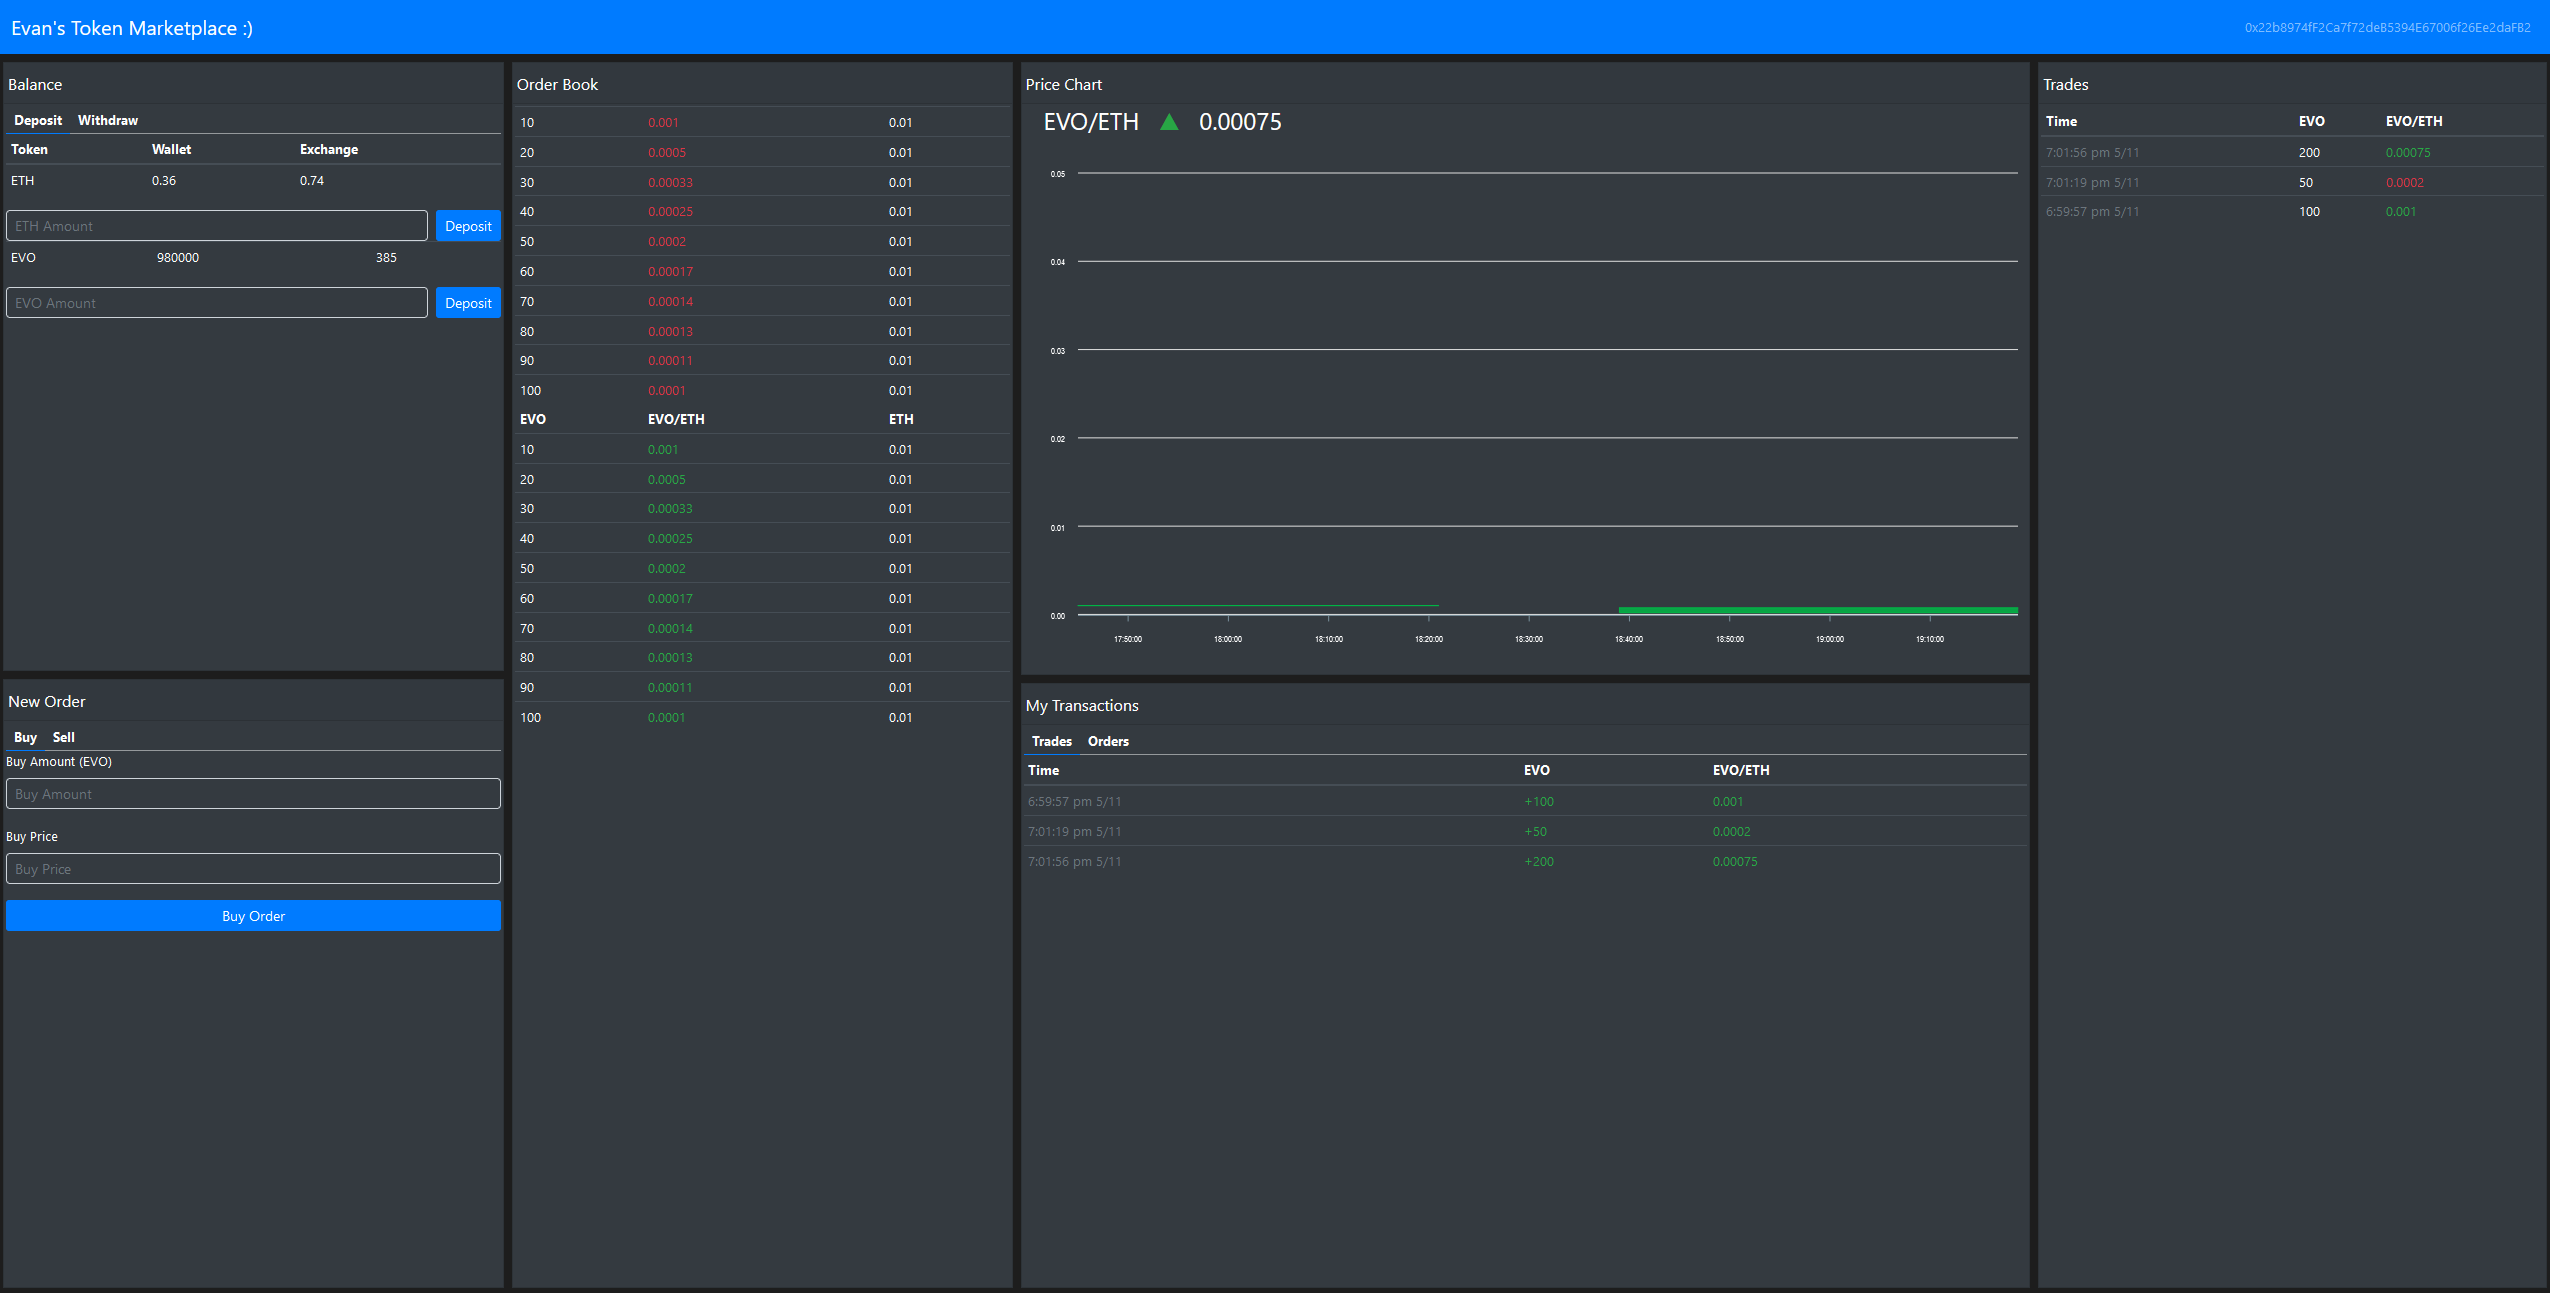 Evan's Token Marketplace :)
0x22b8974fF2Ca7f72deB5394E67006f26Ee2daFB2
Balance
Deposit Withdraw
Token Wallet Exchange
ETH 0.36 0.74
ETH Amount Deposit
EVO 980000 385
EVO Amount Deposit
New Order
Buy Sell
Buy Amount (EVO)
Buy Amount
Buy Price
Buy Price
Buy Order
Order Book
10 0.001 0.01
20 0.0005 0.01
30 0.00033 0.01
40 0.00025 0.01
50 0.0002 0.01
60 0.00017 0.01
70 0.00014 0.01
80 0.00013 0.01
90 0.00011 0.01
100 0.0001 0.01
EVO EVO/ETH ETH
10 0.001 0.01
20 0.0005 0.01
30 0.00033 0.01
40 0.00025 0.01
50 0.0002 0.01
60 0.00017 0.01
70 0.00014 0.01
80 0.00013 0.01
90 0.00011 0.01
100 0.0001 0.01
Price Chart
EVO/ETH ▲ 0.00075
0.05
0.04
0.03
0.02
0.01
0.00
17:50:00 18:00:00 18:10:00 18:20:00 18:30:00 18:40:00 18:50:00 19:00:00 19:10:00
My Transactions
Trades Orders
Time EVO EVO/ETH
6:59:57 pm 5/11 +100 0.001
7:01:19 pm 5/11 +50 0.0002
7:01:56 pm 5/11 +200 0.00075
Trades
Time EVO EVO/ETH
7:01:56 pm 5/11 200 0.00075
7:01:19 pm 5/11 50 0.0002
6:59:57 pm 5/11 100 0.001